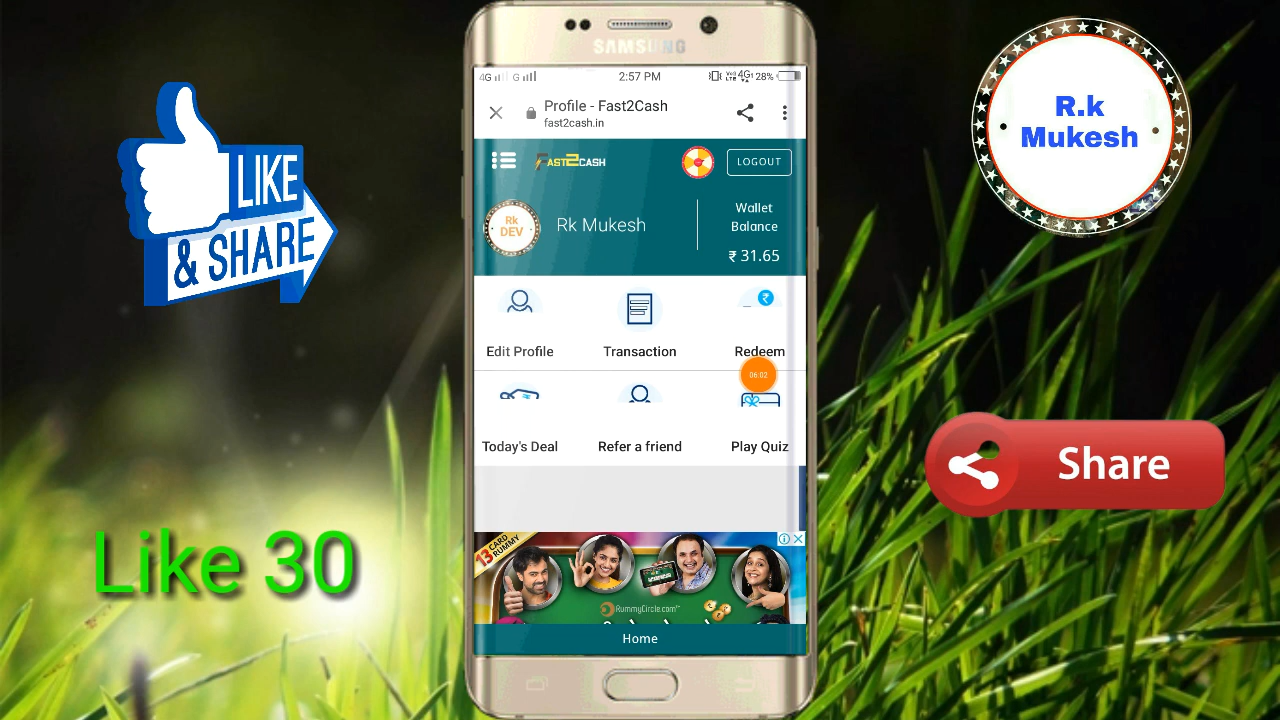 LIKE
& SHARE
Like 30
SAMSUNG
4G G 2:57 PM 4G 28%
Profile - Fast2Cash
fast2cash.in
FAST2CASH
LOGOUT
Rk
DEV
Rk Mukesh
Wallet
Balance
₹ 31.65
Edit Profile
Transaction
Redeem
06:02
Today's Deal
Refer a friend
Play Quiz
13 CARD
RUMMY
RummyCircle.com
Home
R.k
Mukesh
Share